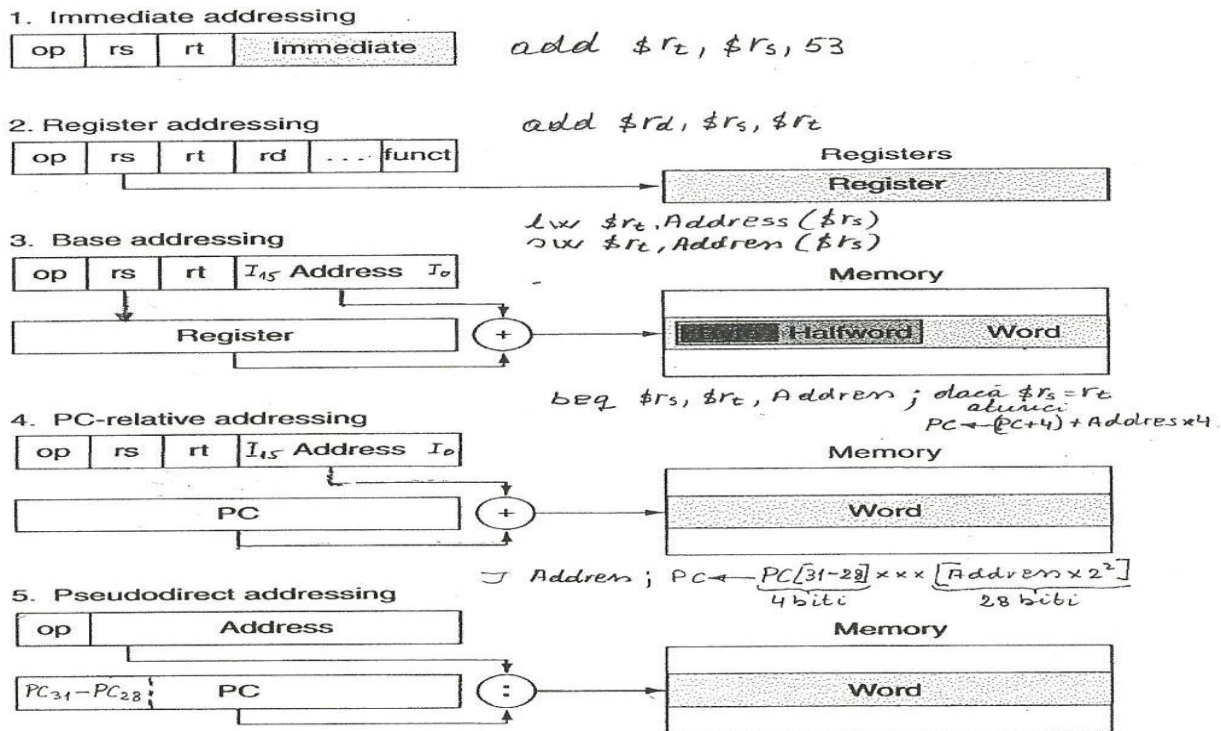 1. Immediate addressing
op rs rt Immediate
add $rt, $rs, 53
2. Register addressing
add $rd, $rs, $rt
op rs rt rd .... funct
Registers
Register
lw $rt, Address ($rs)
sw $rt, Address ($rs)
3. Base addressing
op rs rt I15 Address I0
Memory
Register
+
Halfword Word
beq $rs, $rt, Address ; dacă $rs = rt
atunci
PC ← (PC+4) + Addres×4
4. PC-relative addressing
op rs rt I15 Address I0
Memory
PC
+
Word
J Address ; PC ← PC[31-28] ××× [Address × 2²]
4 biti 28 biti
5. Pseudodirect addressing
op Address
Memory
PC31-PC28 PC
:
Word